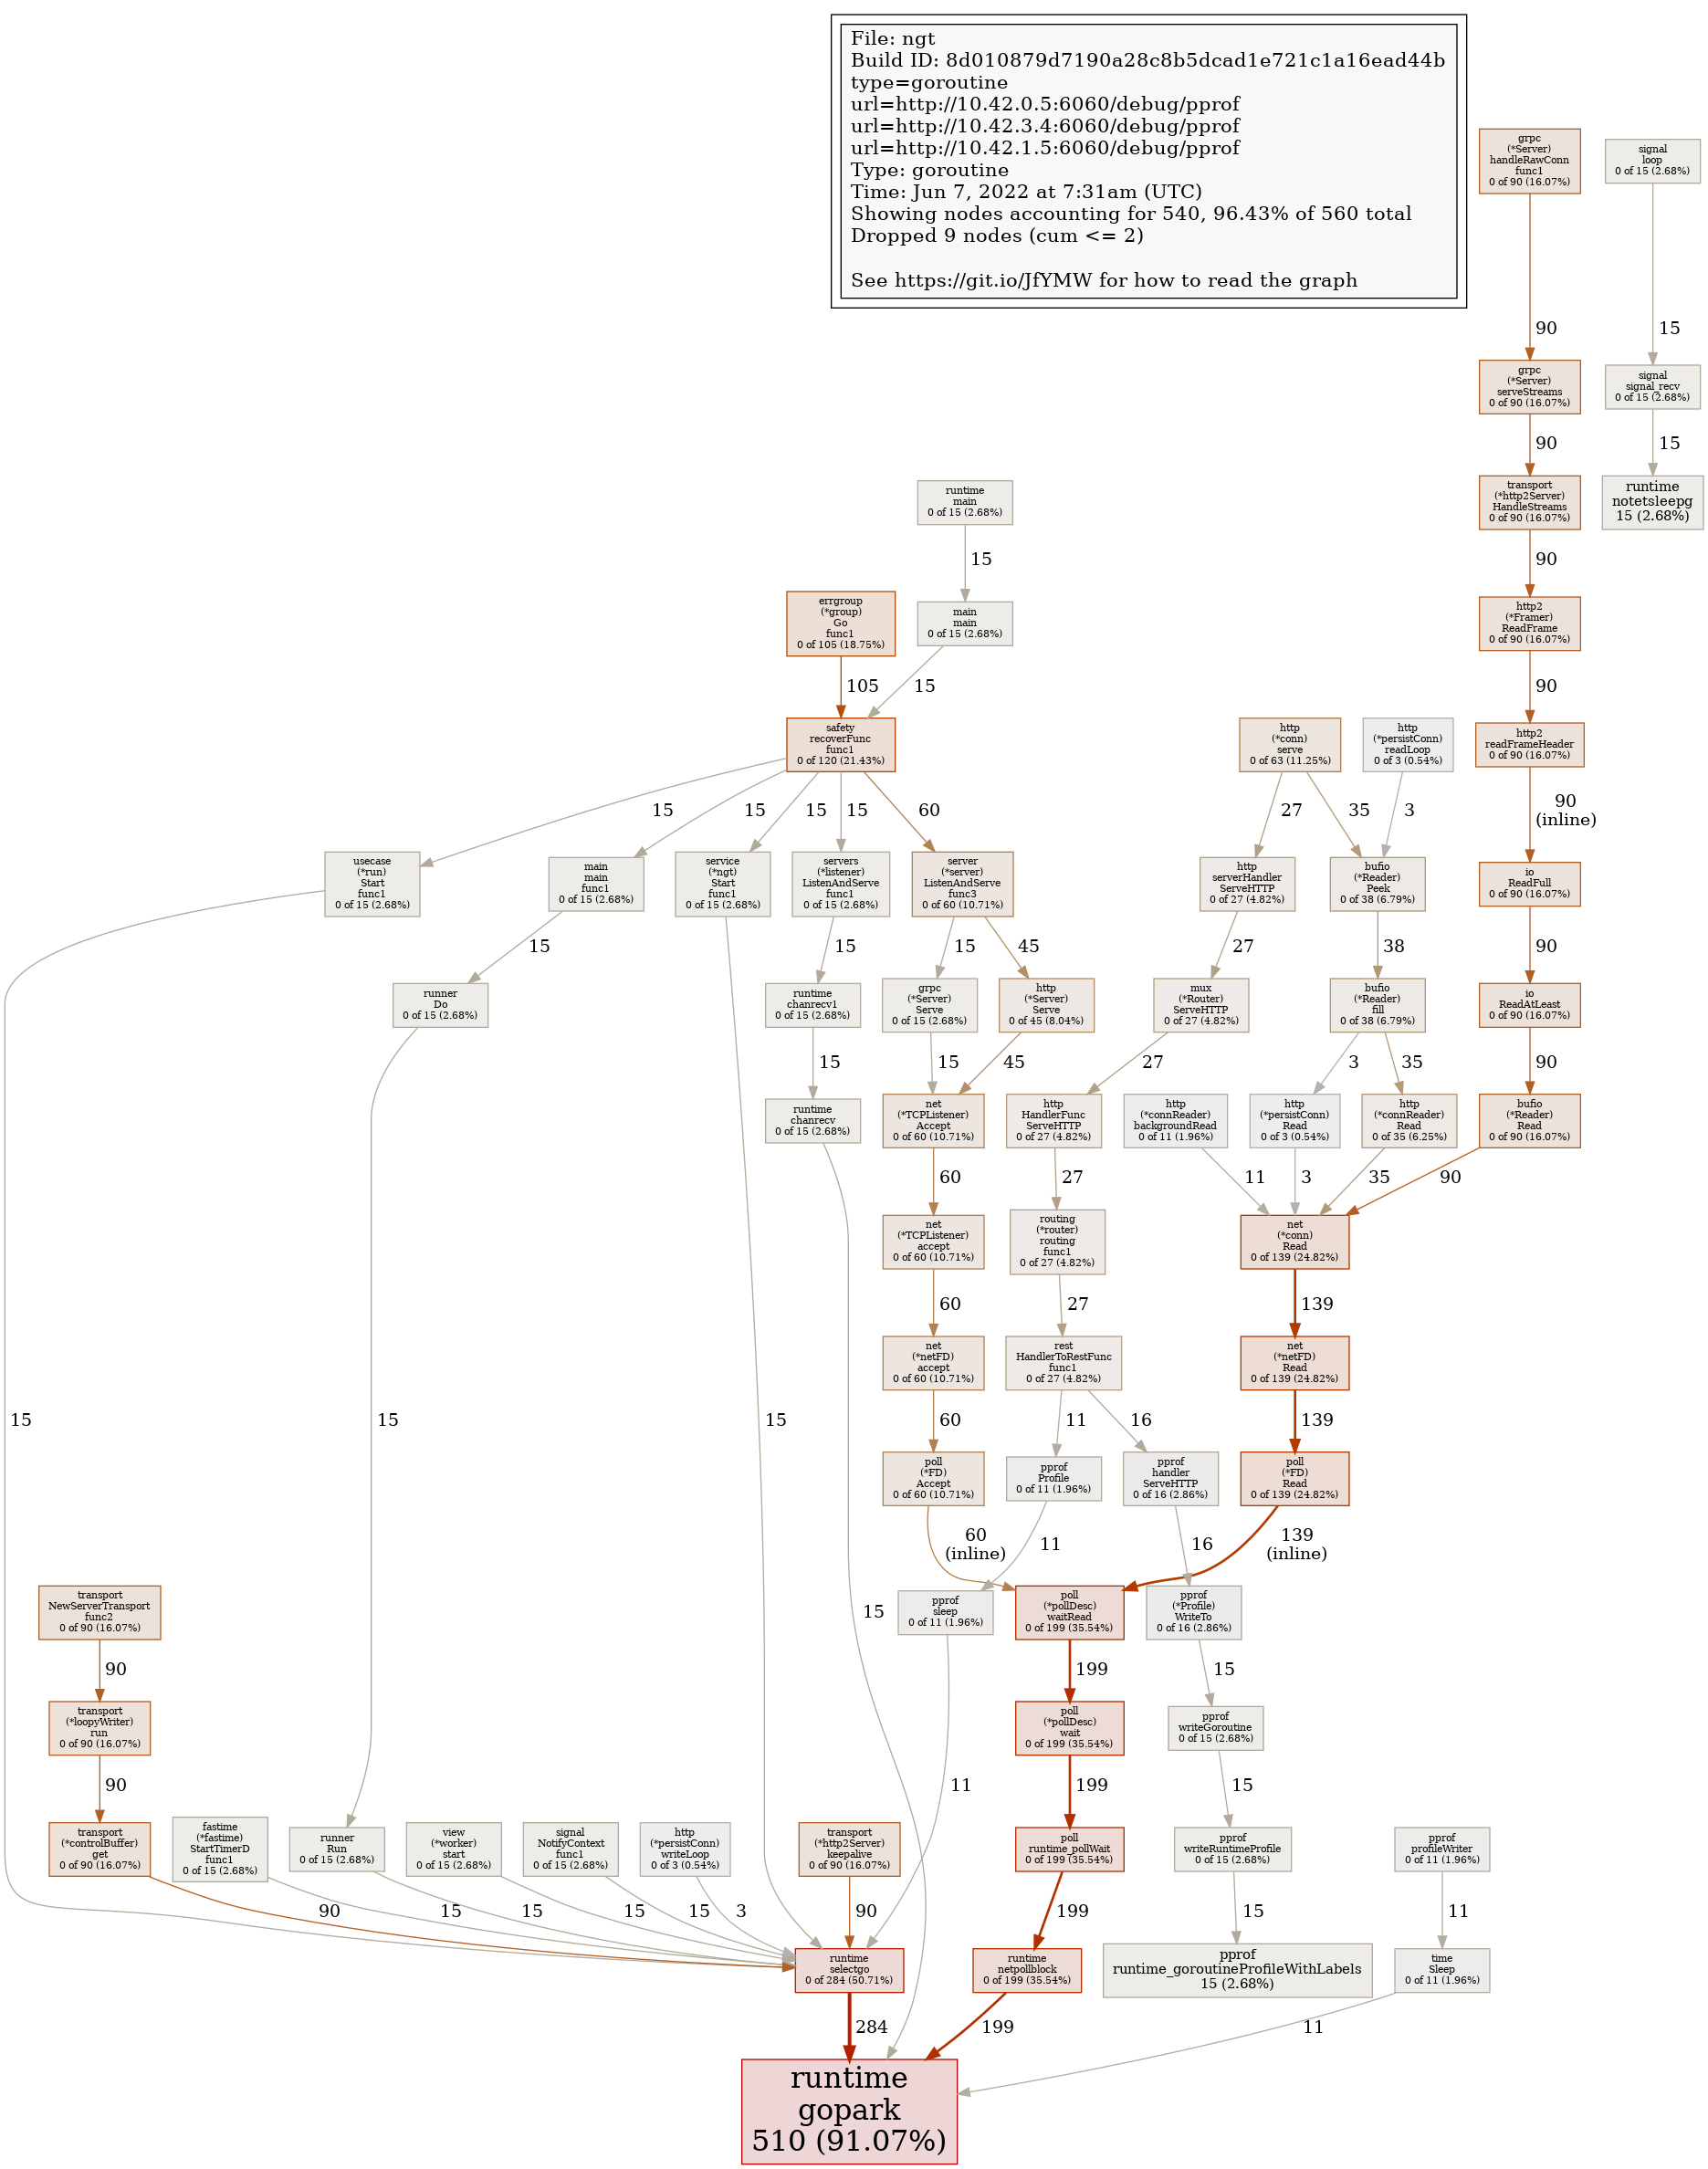 File: ngt
Build ID: 8d010879d7190a28c8b5dcad1e721c1a16ead44b
type=goroutine
url=http://10.42.0.5:6060/debug/pprof
url=http://10.42.3.4:6060/debug/pprof
url=http://10.42.1.5:6060/debug/pprof
Type: goroutine
Time: Jun 7, 2022 at 7:31am (UTC)
Showing nodes accounting for 540, 96.43% of 560 total
Dropped 9 nodes (cum <= 2)
See https://git.io/JfYMW for how to read the graph
grpc
(*Server)
handleRawConn
func1
0 of 90 (16.07%)
signal
loop
0 of 15 (2.68%)
90
15
grpc
(*Server)
serveStreams
0 of 90 (16.07%)
signal
signal_recv
0 of 15 (2.68%)
90
15
runtime
main
0 of 15 (2.68%)
transport
(*http2Server)
HandleStreams
0 of 90 (16.07%)
runtime
notetsleepg
15 (2.68%)
15
90
errgroup
(*group)
Go
func1
0 of 105 (18.75%)
main
main
0 of 15 (2.68%)
http2
(*Framer)
ReadFrame
0 of 90 (16.07%)
105
15
90
safety
recoverFunc
func1
0 of 120 (21.43%)
http
(*conn)
serve
0 of 63 (11.25%)
http
(*persistConn)
readLoop
0 of 3 (0.54%)
http2
readFrameHeader
0 of 90 (16.07%)
15
15
15
15
60
27
35
3
90
(inline)
usecase
(*run)
Start
func1
0 of 15 (2.68%)
main
main
func1
0 of 15 (2.68%)
service
(*ngt)
Start
func1
0 of 15 (2.68%)
servers
(*listener)
ListenAndServe
func1
0 of 15 (2.68%)
server
(*server)
ListenAndServe
func3
0 of 60 (10.71%)
http
serverHandler
ServeHTTP
0 of 27 (4.82%)
bufio
(*Reader)
Peek
0 of 38 (6.79%)
io
ReadFull
0 of 90 (16.07%)
15
15
15
45
27
38
90
runner
Do
0 of 15 (2.68%)
runtime
chanrecv1
0 of 15 (2.68%)
grpc
(*Server)
Serve
0 of 15 (2.68%)
http
(*Server)
Serve
0 of 45 (8.04%)
mux
(*Router)
ServeHTTP
0 of 27 (4.82%)
bufio
(*Reader)
fill
0 of 38 (6.79%)
io
ReadAtLeast
0 of 90 (16.07%)
15
15
45
27
3
35
90
runtime
chanrecv
0 of 15 (2.68%)
net
(*TCPListener)
Accept
0 of 60 (10.71%)
http
HandlerFunc
ServeHTTP
0 of 27 (4.82%)
http
(*connReader)
backgroundRead
0 of 11 (1.96%)
http
(*persistConn)
Read
0 of 3 (0.54%)
http
(*connReader)
Read
0 of 35 (6.25%)
bufio
(*Reader)
Read
0 of 90 (16.07%)
60
27
11
3
35
90
net
(*TCPListener)
accept
0 of 60 (10.71%)
routing
(*router)
routing
func1
0 of 27 (4.82%)
net
(*conn)
Read
0 of 139 (24.82%)
60
27
139
net
(*netFD)
accept
0 of 60 (10.71%)
rest
HandlerToRestFunc
func1
0 of 27 (4.82%)
net
(*netFD)
Read
0 of 139 (24.82%)
15
15
15
60
11
16
139
poll
(*FD)
Accept
0 of 60 (10.71%)
pprof
Profile
0 of 11 (1.96%)
pprof
handler
ServeHTTP
0 of 16 (2.86%)
poll
(*FD)
Read
0 of 139 (24.82%)
60
(inline)
11
16
139
(inline)
transport
NewServerTransport
func2
0 of 90 (16.07%)
pprof
sleep
0 of 11 (1.96%)
poll
(*pollDesc)
waitRead
0 of 199 (35.54%)
pprof
(*Profile)
WriteTo
0 of 16 (2.86%)
15
90
199
15
transport
(*loopyWriter)
run
0 of 90 (16.07%)
poll
(*pollDesc)
wait
0 of 199 (35.54%)
pprof
writeGoroutine
0 of 15 (2.68%)
90
11
199
15
transport
(*controlBuffer)
get
0 of 90 (16.07%)
fastime
(*fastime)
StartTimerD
func1
0 of 15 (2.68%)
runner
Run
0 of 15 (2.68%)
view
(*worker)
start
0 of 15 (2.68%)
signal
NotifyContext
func1
0 of 15 (2.68%)
http
(*persistConn)
writeLoop
0 of 3 (0.54%)
transport
(*http2Server)
keepalive
0 of 90 (16.07%)
poll
runtime_pollWait
0 of 199 (35.54%)
pprof
writeRuntimeProfile
0 of 15 (2.68%)
pprof
profileWriter
0 of 11 (1.96%)
90
15
15
15
15
3
90
199
15
11
runtime
selectgo
0 of 284 (50.71%)
runtime
netpollblock
0 of 199 (35.54%)
pprof
runtime_goroutineProfileWithLabels
15 (2.68%)
time
Sleep
0 of 11 (1.96%)
284
199
11
runtime
gopark
510 (91.07%)